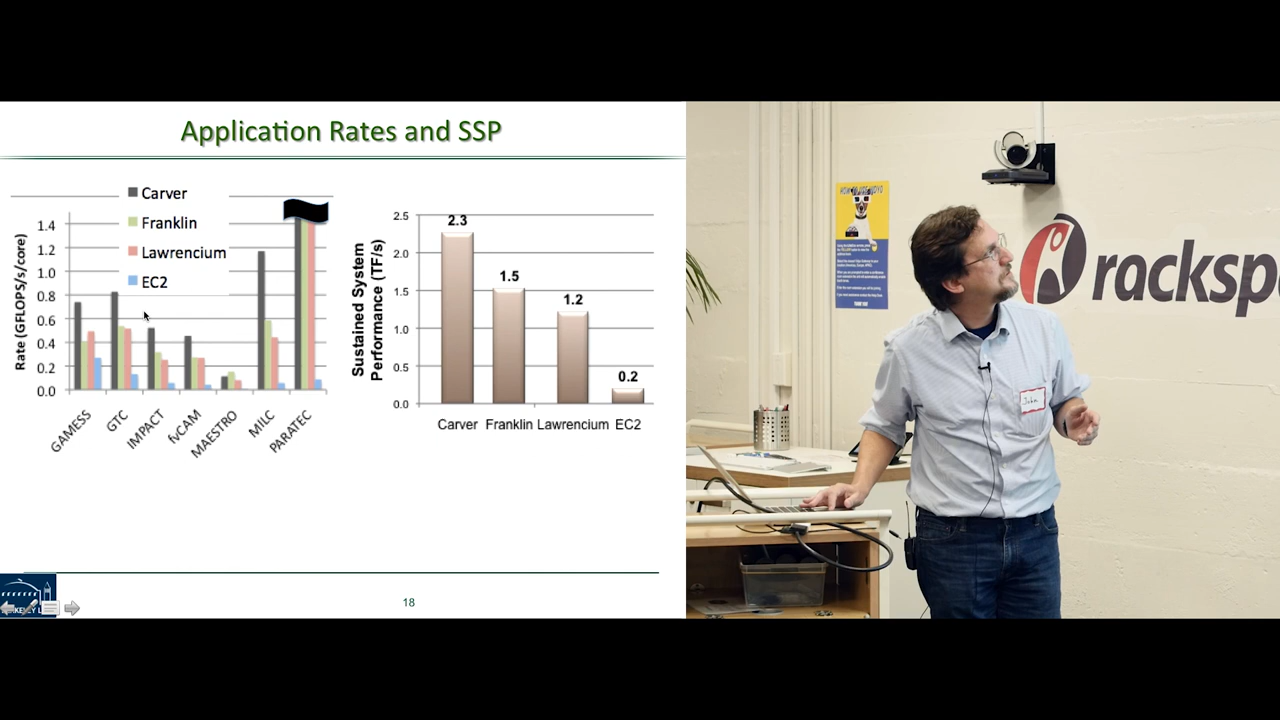 Application Rates and SSP
Carver
Franklin
Lawrencium
EC2
Rate (GFLOPS/s/core)
1.4
1.2
1.0
0.8
0.6
0.4
0.2
0.0
GAMESS
GTC
IMPACT
fvCAM
MAESTRO
MILC
PARATEC
Sustained System
Performance (TF/s)
2.5
2.0
1.5
1.0
0.5
0.0
2.3
1.5
1.2
0.2
Carver Franklin Lawrencium EC2
18
John